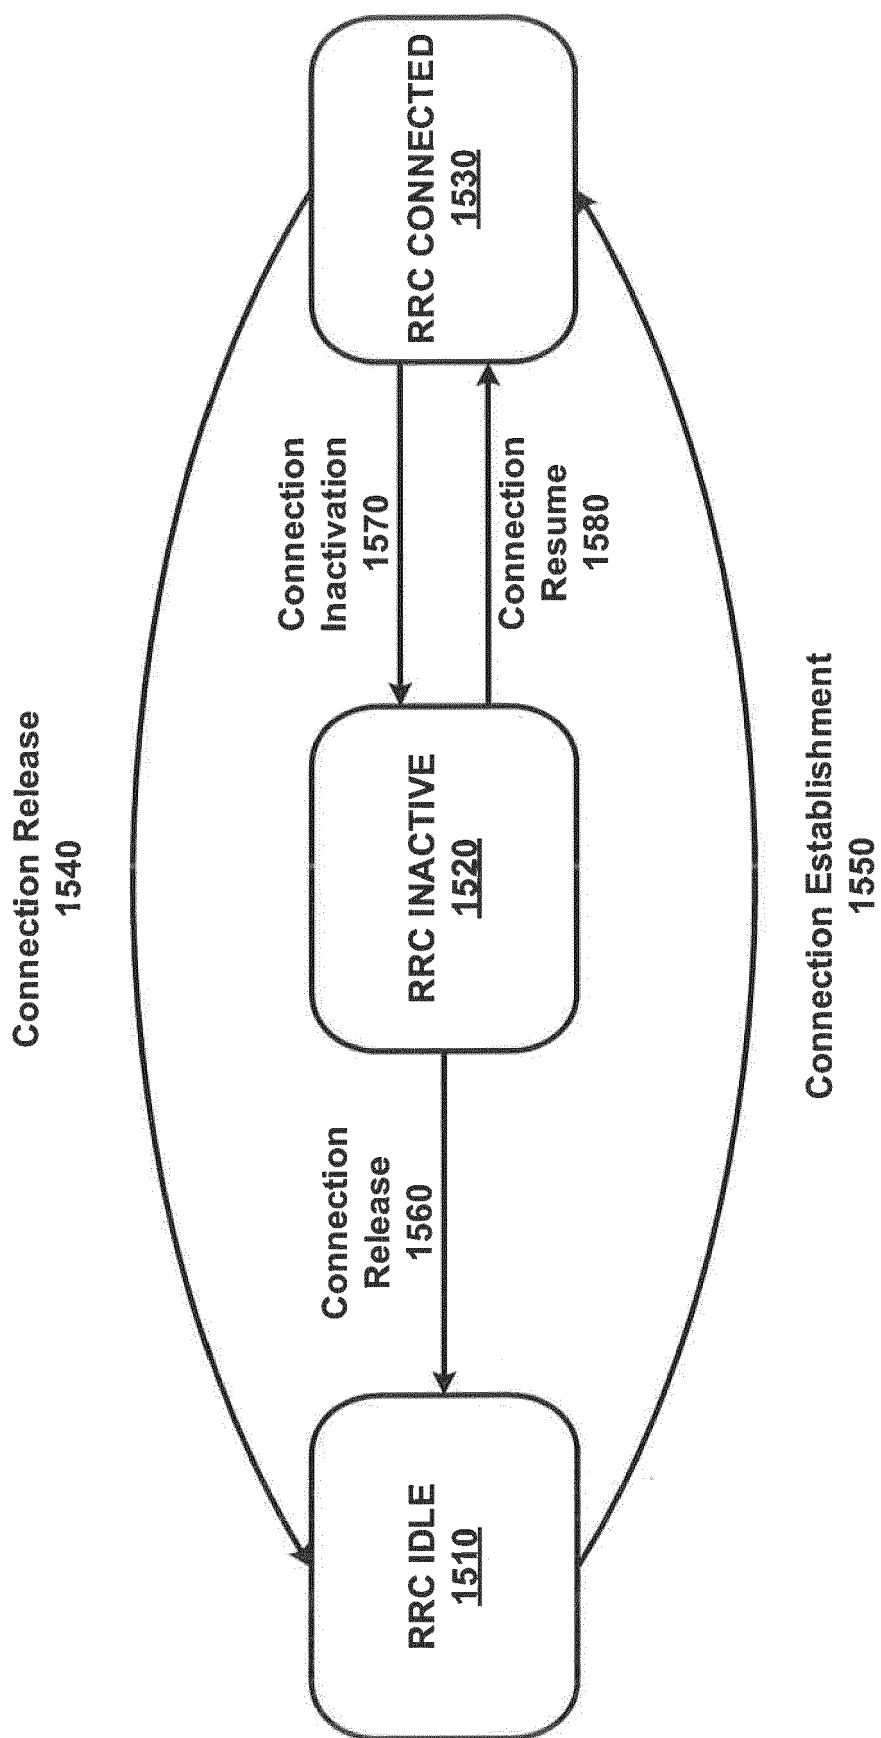 Connection Release
1540
RRC IDLE
1510
Connection
Release
1560
RRC INACTIVE
1520
Connection
Inactivation
1570
Connection
Resume
1580
RRC CONNECTED
1530
Connection Establishment
1550